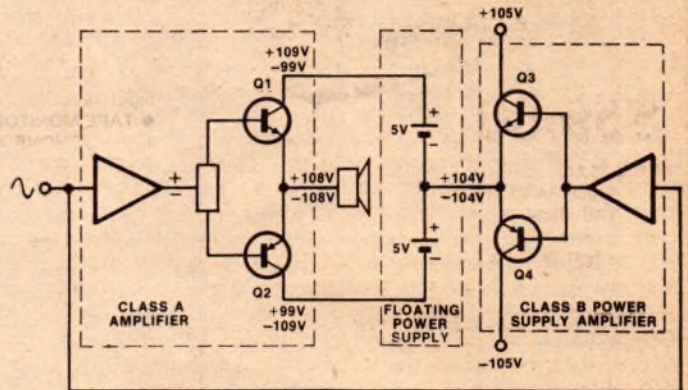 +105V
+109V
-99V
Q1
Q3
5V
+
−
+
−
+108V
-108V
+104V
-104V
5V
+
−
Q2
Q4
CLASS A
AMPLIFIER
+99V
-109V
FLOATING
POWER
SUPPLY
CLASS B POWER
SUPPLY AMPLIFIER
-105V